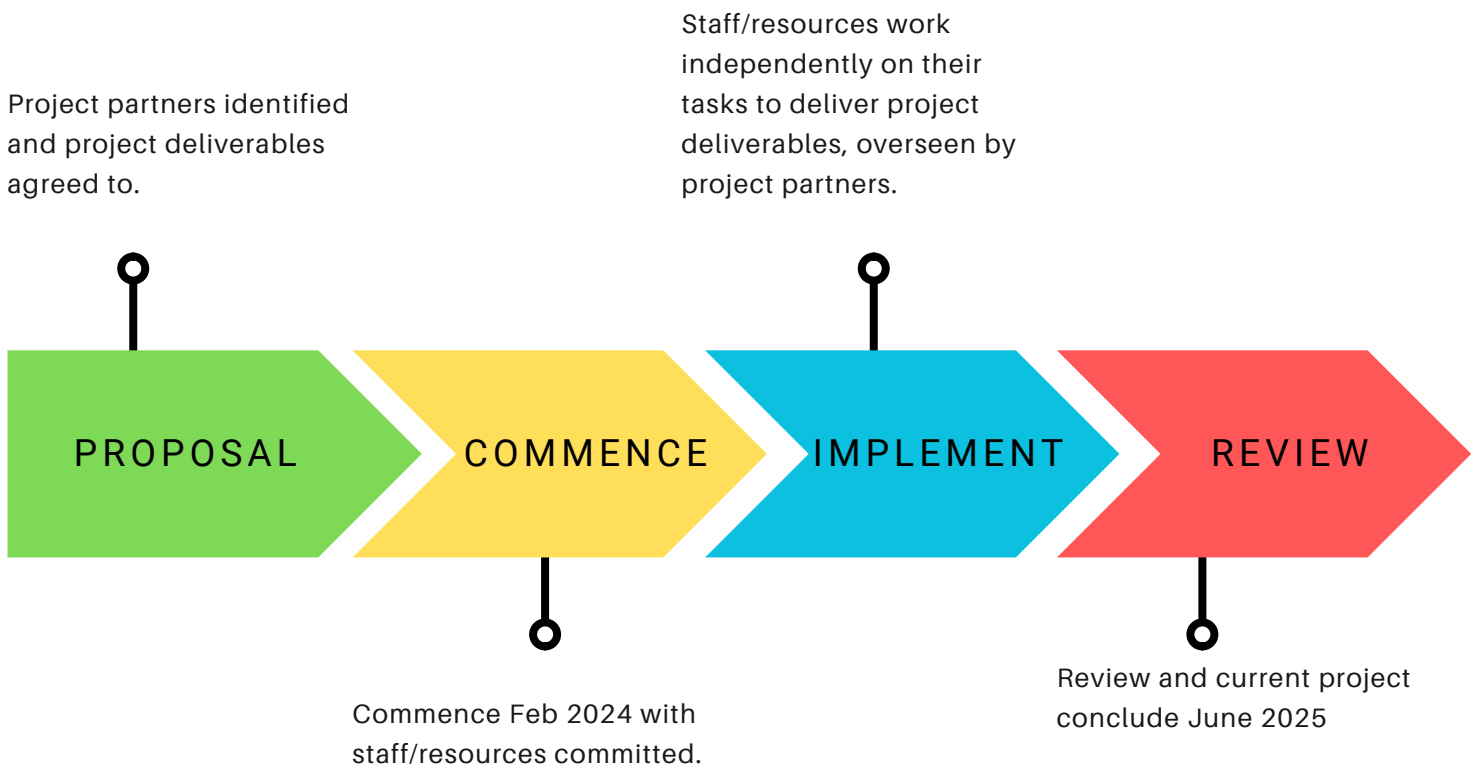 Project partners identified
and project deliverables
agreed to.
Staff/resources work
independently on their
tasks to deliver project
deliverables, overseen by
project partners.
PROPOSAL
COMMENCE
IMPLEMENT
REVIEW
Commence Feb 2024 with
staff/resources committed.
Review and current project
conclude June 2025